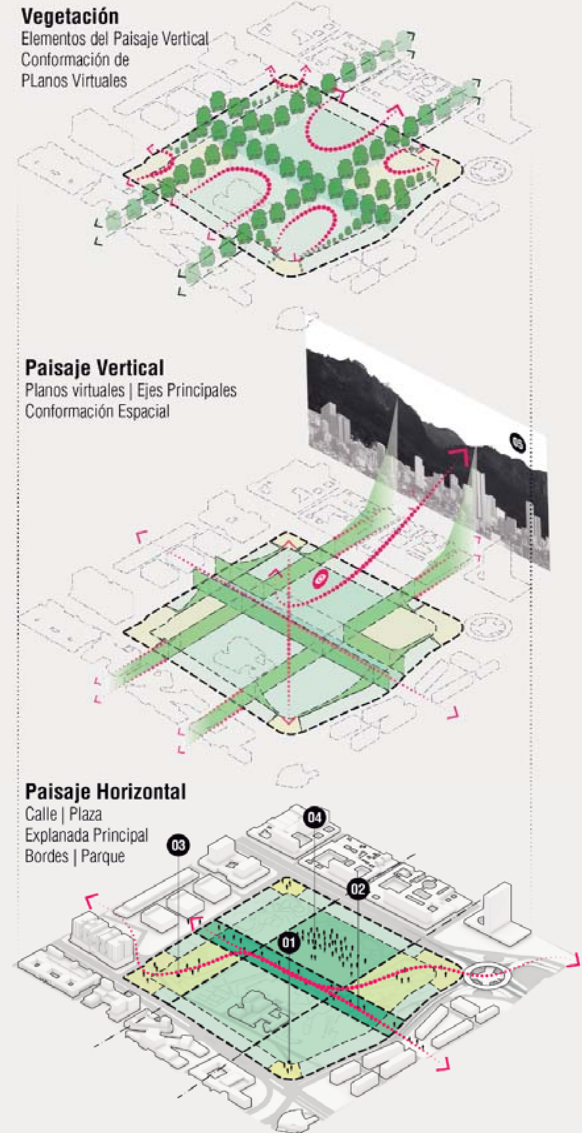 Vegetación
Elementos del Paisaje Vertical
Conformación de
PLanos Virtuales
Paisaje Vertical
Planos virtuales | Ejes Principales
Conformación Espacial
05
Paisaje Horizontal
Calle | Plaza
Explanada Principal
Bordes | Parque
04
03
02
01